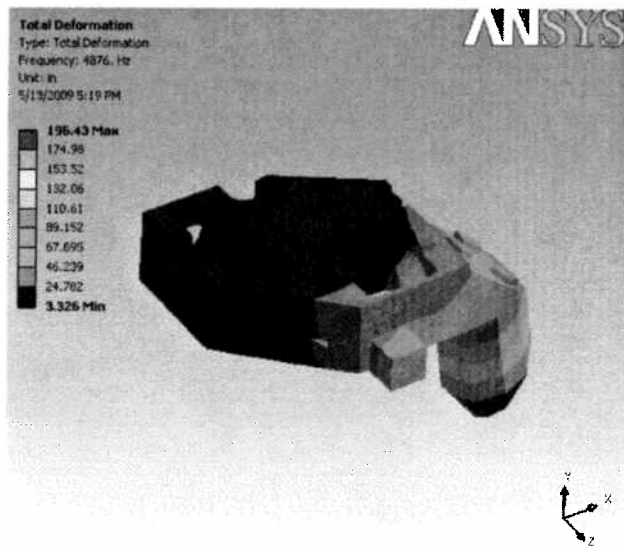 Total Deformation
Type: Total Deformation
Frequency: 4876. Hz
Unit: in
5/13/2009 5:19 PM
ANSYS
196.43 Max
174.98
153.52
132.06
110.61
89.152
67.695
46.239
24.782
3.326 Min
Y
X
Z